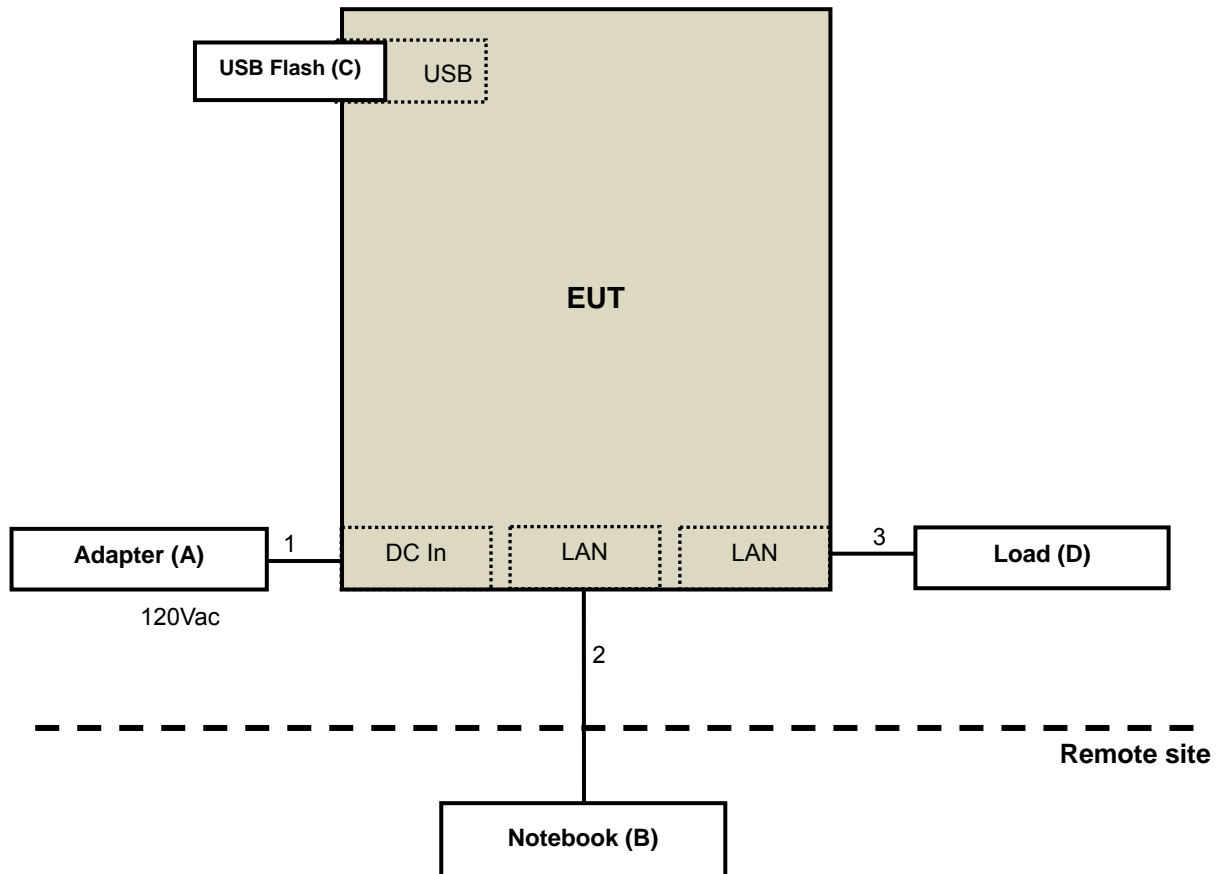 USB Flash (C)
USB
EUT
Adapter (A)
1
DC In
LAN
LAN
3
Load (D)
120Vac
2
Remote site
Notebook (B)